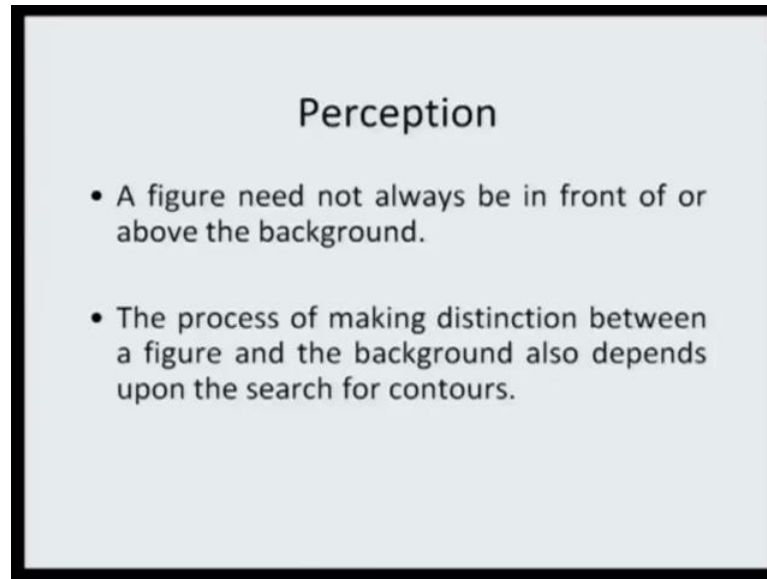 Perception
• A figure need not always be in front of or
above the background.
• The process of making distinction between
a figure and the background also depends
upon the search for contours.